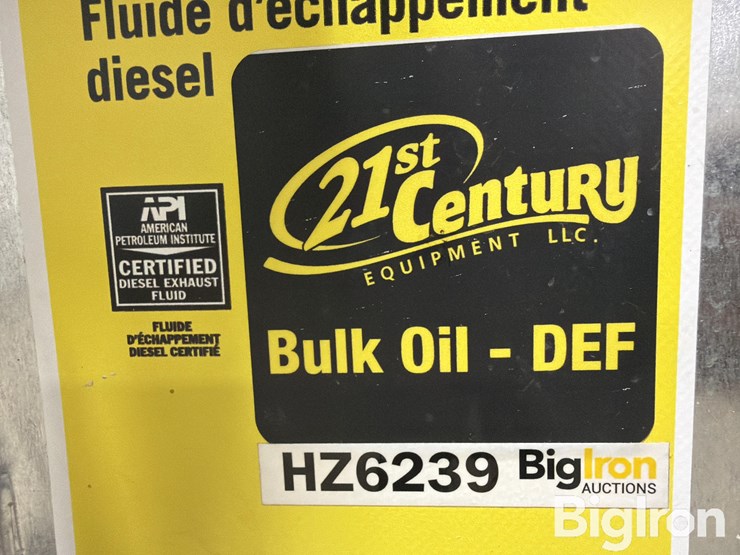 Fluide d'échappement
diesel
21st
Century
EQUIPMENT LLC.
API
AMERICAN
PETROLEUM INSTITUTE
CERTIFIED
DIESEL EXHAUST
FLUID
FLUIDE
D'ÉCHAPPEMENT
DIESEL CERTIFIÉ
Bulk Oil - DEF
HZ6239 BigIron
AUCTIONS
BigIron